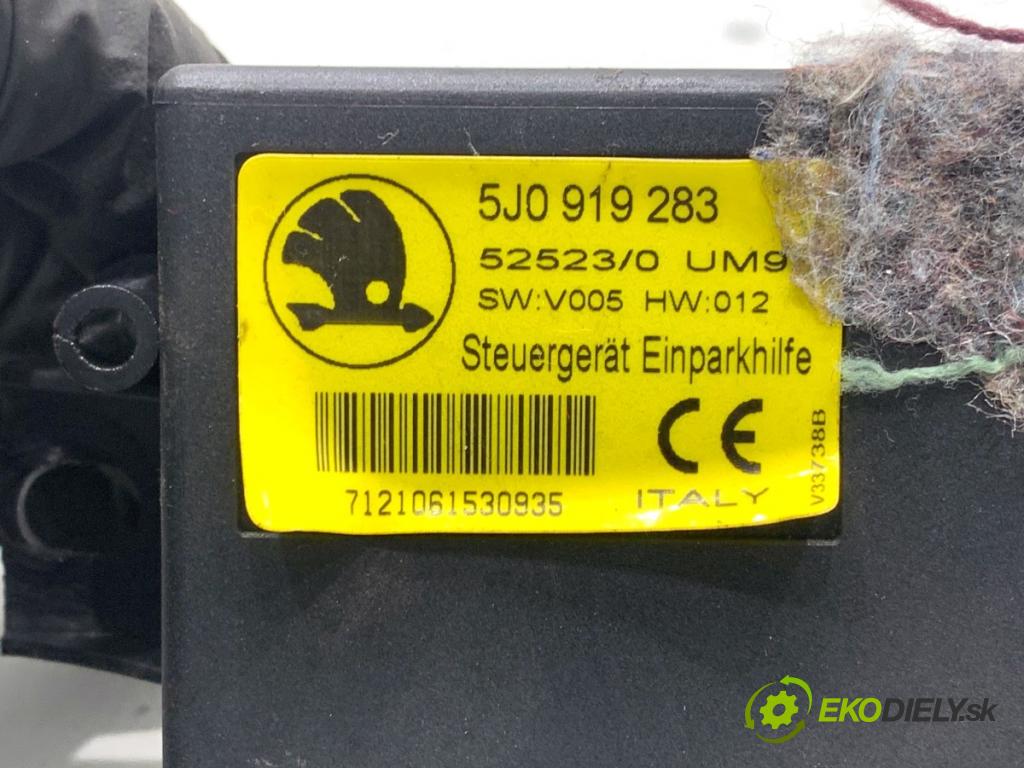 5J0 919 283
52523/0 UM9
SW:V005 HW:012
Steuergerät Einparkhilfe
7121061530935
CE
ITALY
V33738B
EKODIELY.sk